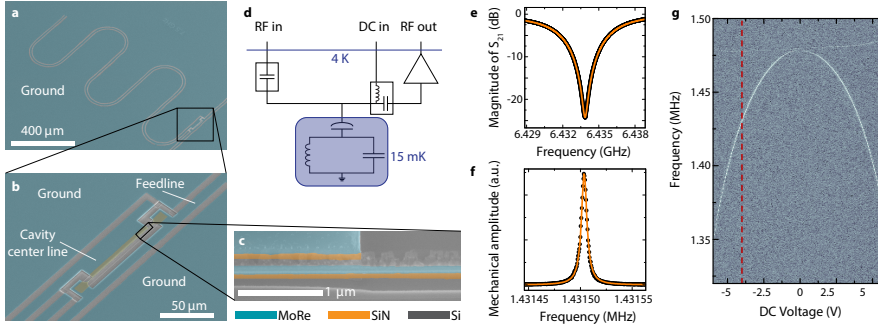 a
Ground
400 µm
b
Ground
Feedline
Cavity
center line
Ground
50 µm
c
1 µm
MoRe
SiN
Si
d
RF in
DC in
RF out
4 K
15 mK
e
Magnitude of S21 (dB)
0
-10
-20
6.429
6.432
6.435
6.438
Frequency (GHz)
f
Mechanical amplitude (a.u.)
1.43145
1.43150
1.43155
Frequency (MHz)
g
Frequency (MHz)
1.50
1.45
1.40
1.35
-5
-2.5
0
2.5
5
DC Voltage (V)